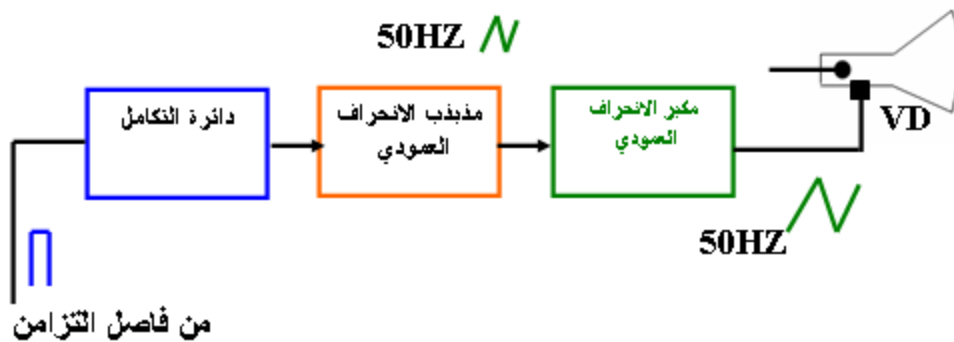 50HZ
دائرة التكامل
مذبذب الانحراف
العمودي
مكبر الانحراف
العمودي
VD
50HZ
من فاصل التزامن